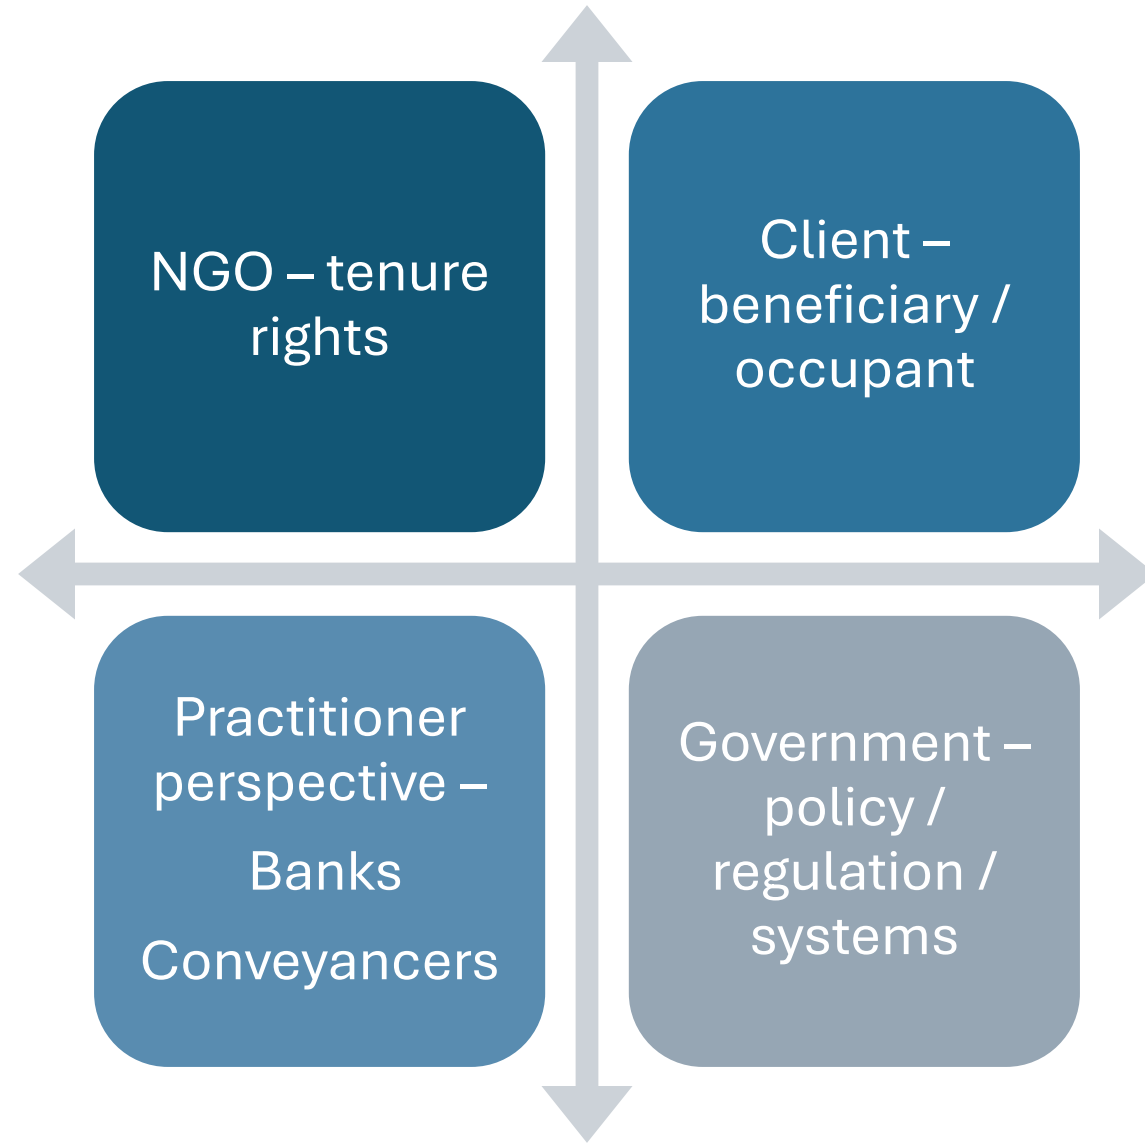 NGO – tenure
rights
Client –
beneficiary /
occupant
Practitioner
perspective –
Banks
Conveyancers
Government –
policy /
regulation /
systems